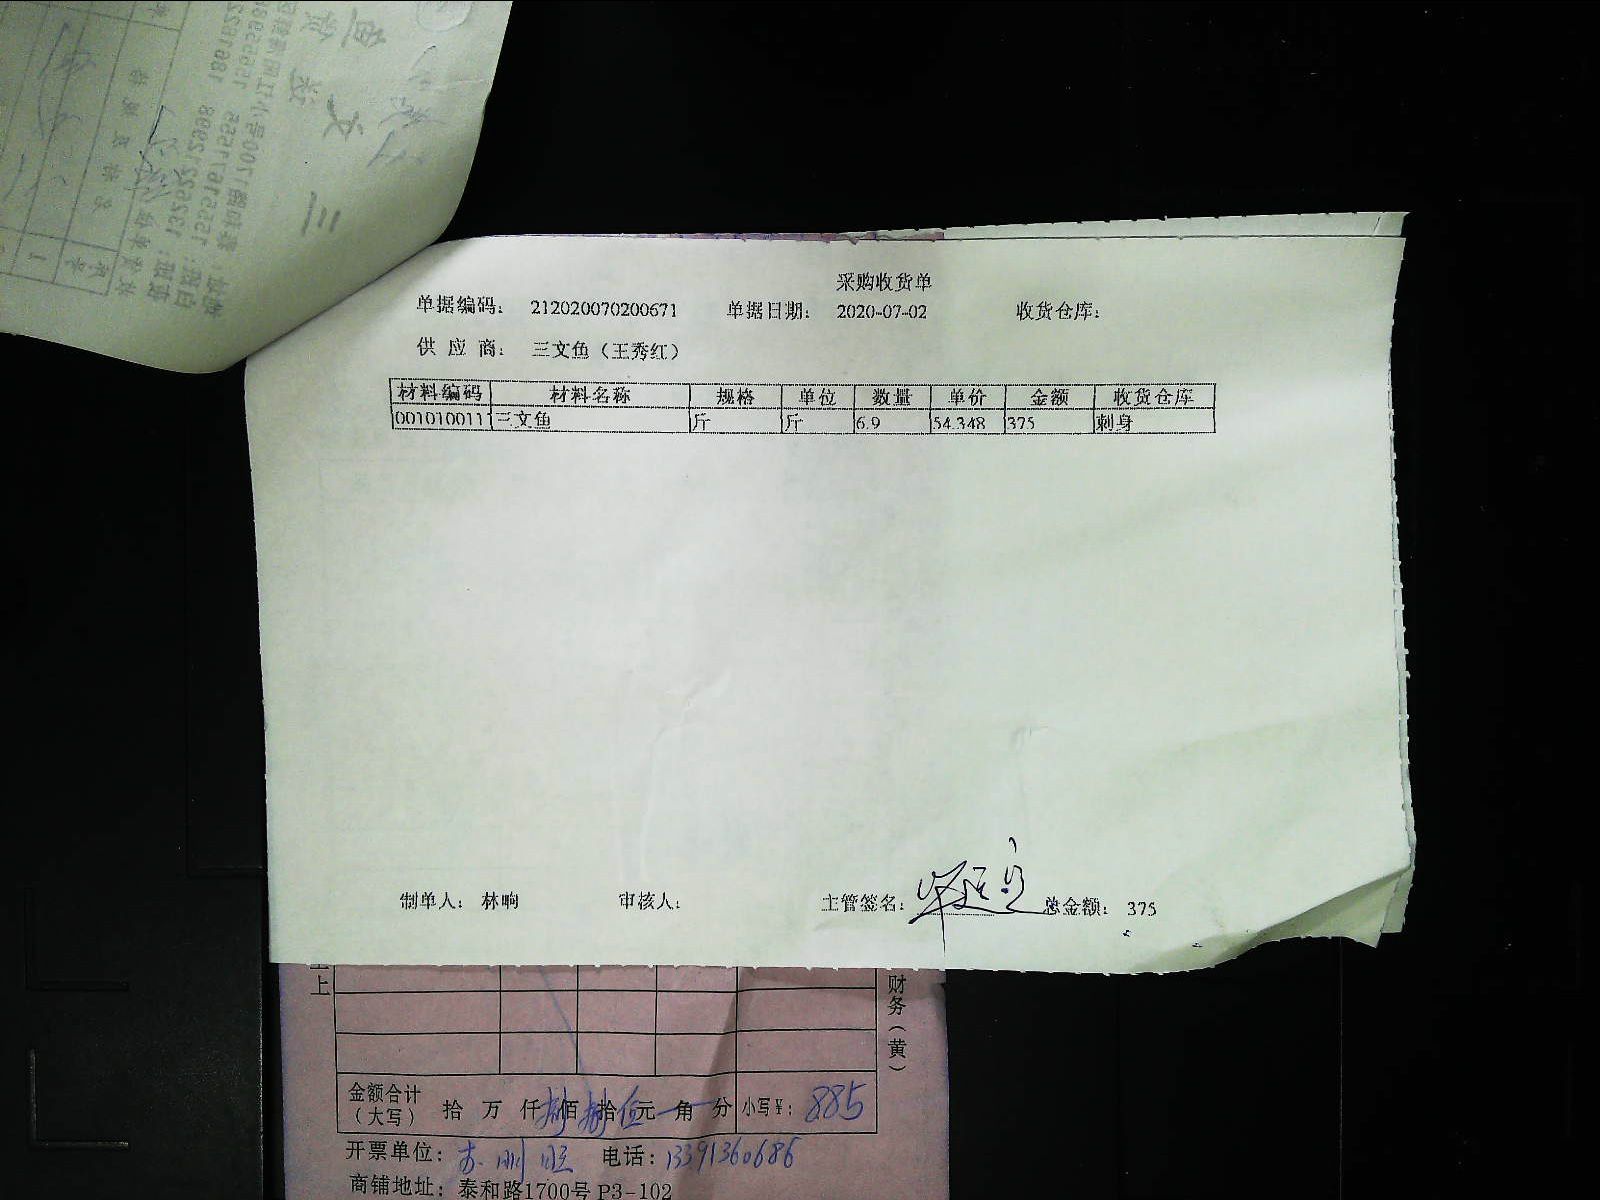 采购收货单
单据编码： 212020070200671 单据日期： 2020-07-02 收货仓库：
供应商： 三文鱼（王秀红）
材料编码 材料名称 规格 单位 数量 单价 金额 收货仓库
001010011 三文鱼 斤 斤 6.9 54.348 375 刺身
制单人： 林响 审核人： 主管签名： 总金额： 375
上
财务（黄）
金额合计（大写） 拾 万 仟 捌 佰 捌 拾 伍 元 角 分 小写￥： 885
开票单位： 电话：13391360686
商铺地址：泰和路1700号 P3-102